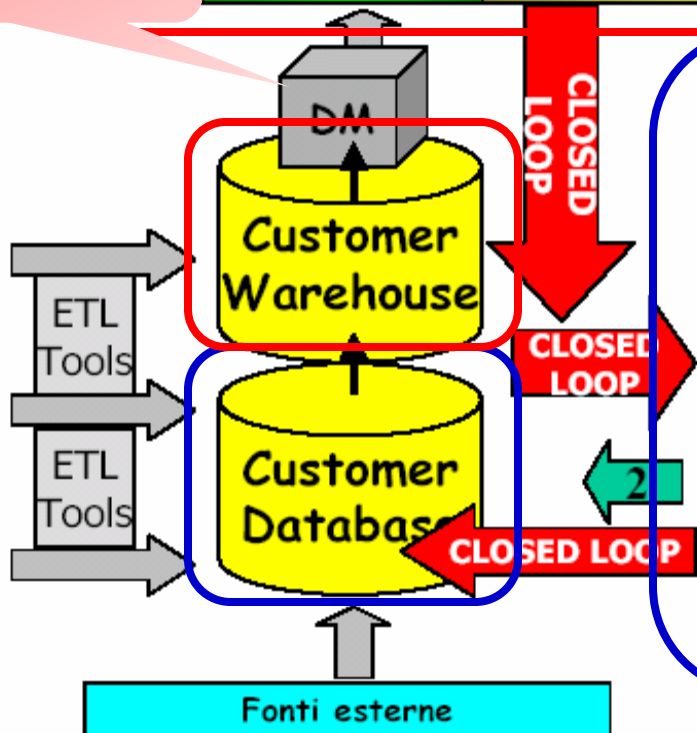 DM
CLOSED
LOOP
Customer
Warehouse
ETL
Tools
CLOSED
LOOP
ETL
Tools
Customer
Database
2
CLOSED LOOP
Fonti esterne